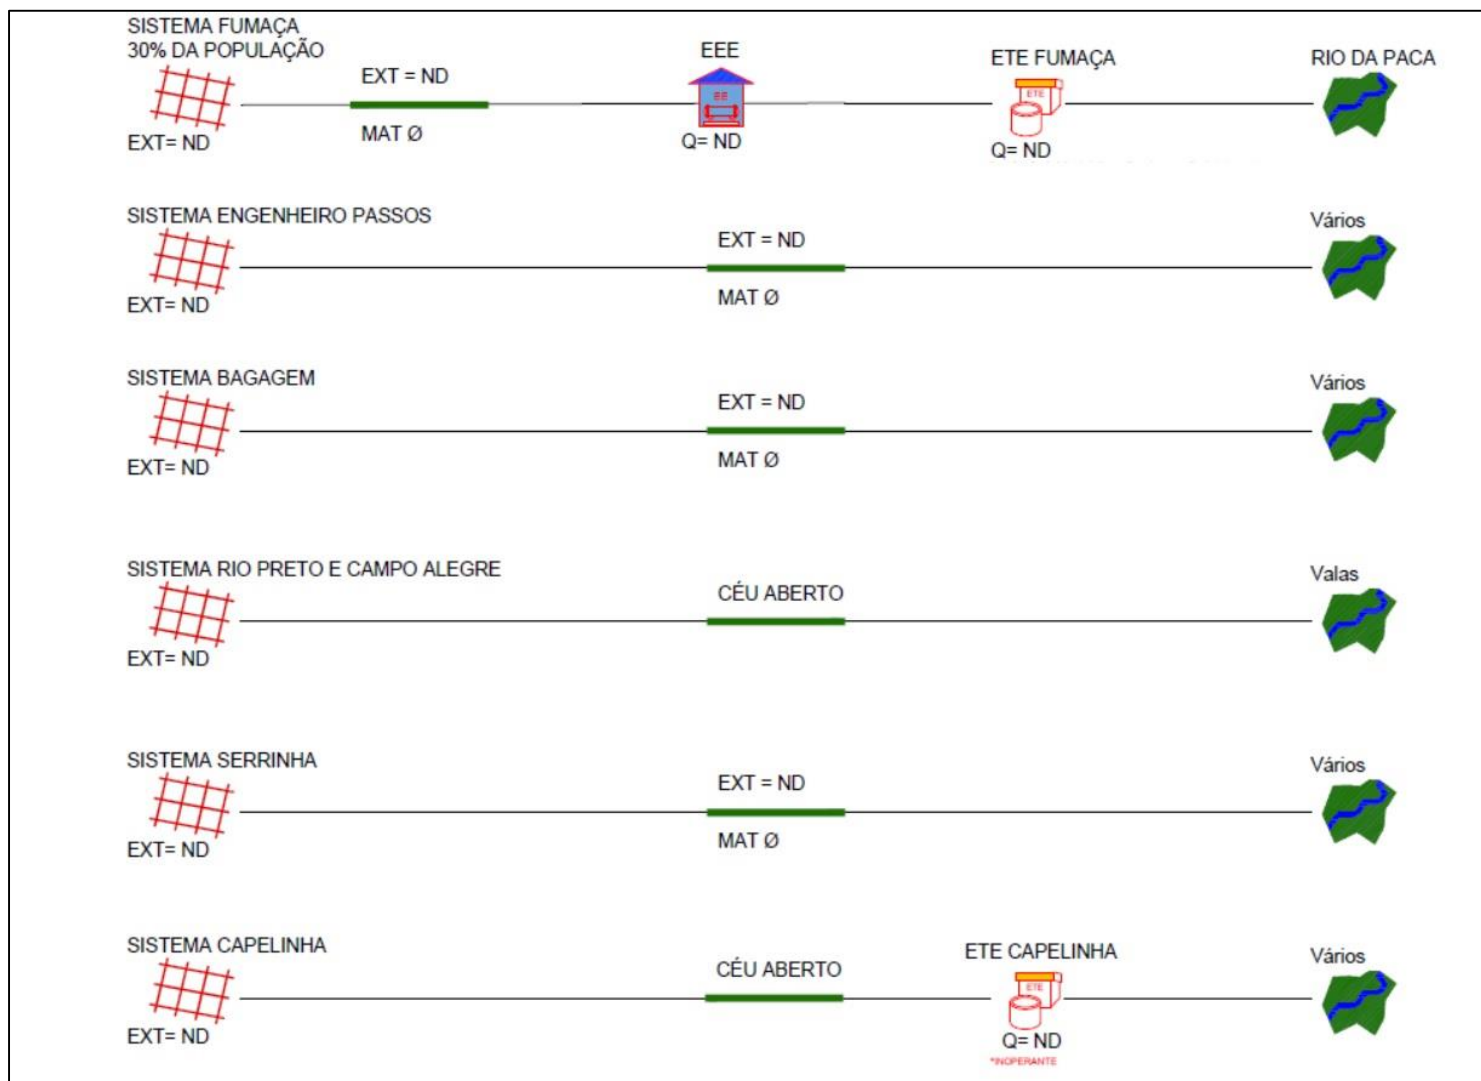 SISTEMA FUMAÇA
30% DA POPULAÇÃO
EXT = ND
EEE
ETE FUMAÇA
RIO DA PACA
EE
ETE
EXT= ND
MAT Ø
Q= ND
Q= ND
SISTEMA ENGENHEIRO PASSOS
Vários
EXT = ND
EXT= ND
MAT Ø
SISTEMA BAGAGEM
Vários
EXT = ND
EXT= ND
MAT Ø
SISTEMA RIO PRETO E CAMPO ALEGRE
Valas
CÉU ABERTO
EXT= ND
SISTEMA SERRINHA
Vários
EXT = ND
EXT= ND
MAT Ø
SISTEMA CAPELINHA
ETE CAPELINHA
Vários
CÉU ABERTO
ETE
EXT= ND
Q= ND
*INOPERANTE